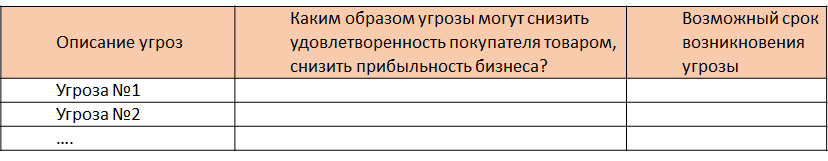 Описание угроз
Каким образом угрозы могут снизить
удовлетворенность покупателя товаром,
снизить прибыльность бизнеса?
Возможный срок
возникновения
угрозы
Угроза №1
Угроза №2
....